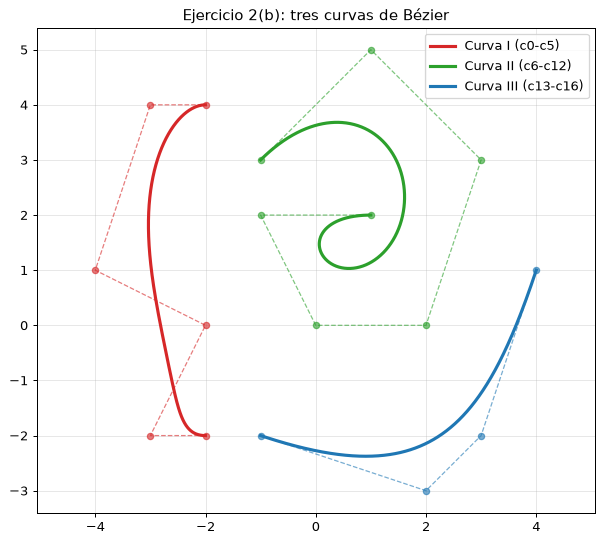 Ejercicio 2(b): tres curvas de Bézier
Curva I (c0-c5)
Curva II (c6-c12)
Curva III (c13-c16)
5
4
3
2
1
0
−1
−2
−3
−4 −2 0 2 4